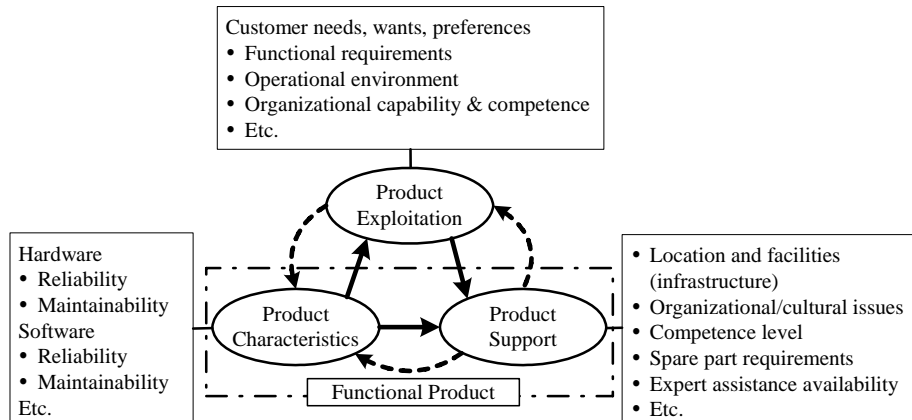 Customer needs, wants, preferences
• Functional requirements
• Operational environment
• Organizational capability & competence
• Etc.
Product
Exploitation
Hardware
• Reliability
• Maintainability
Software
• Reliability
• Maintainability
Etc.
Product
Characteristics
Product
Support
Functional Product
• Location and facilities
(infrastructure)
• Organizational/cultural issues
• Competence level
• Spare part requirements
• Expert assistance availability
• Etc.